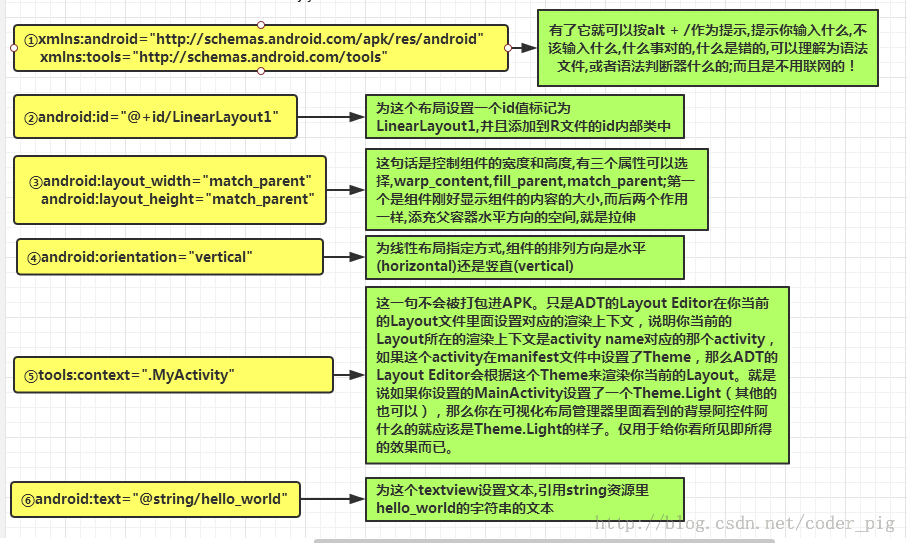 ①xmlns:android="http://schemas.android.com/apk/res/android"
xmlns:tools="http://schemas.android.com/tools"
有了它就可以按alt + /作为提示,提示你输入什么,不
该输入什么,什么事对的,什么是错的,可以理解为语法
文件,或者语法判断器什么的;而且是不用联网的！
②android:id="@+id/LinearLayout1"
为这个布局设置一个id值标记为
LinearLayout1,并且添加到R文件的id内部类中
③android:layout_width="match_parent"
android:layout_height="match_parent"
这句话是控制组件的宽度和高度,有三个属性可以选
择,warp_content,fill_parent,match_parent;第一
个是组件刚好显示组件的内容的大小,而后两个作用
一样,添充父容器水平方向的空间,就是拉伸
④android:orientation="vertical"
为线性布局指定方式,组件的排列方向是水平
(horizontal)还是竖直(vertical)
⑤tools:context=".MyActivity"
这一句不会被打包进APK。只是ADT的Layout Editor在你当前
的Layout文件里面设置对应的渲染上下文，说明你当前的
Layout所在的渲染上下文是activity name对应的那个activity，
如果这个activity在manifest文件中设置了Theme，那么ADT的
Layout Editor会根据这个Theme来渲染你当前的Layout。就是
说如果你设置的MainActivity设置了一个Theme.Light（其他的
也可以），那么你在可视化布局管理器里面看到的背景阿控件阿
什么的就应该是Theme.Light的样子。仅用于给你看所见即所得
的效果而已。
⑥android:text="@string/hello_world"
为这个textview设置文本,引用string资源里
hello_world的字符串的文本
http://blog.csdn.net/coder_pig